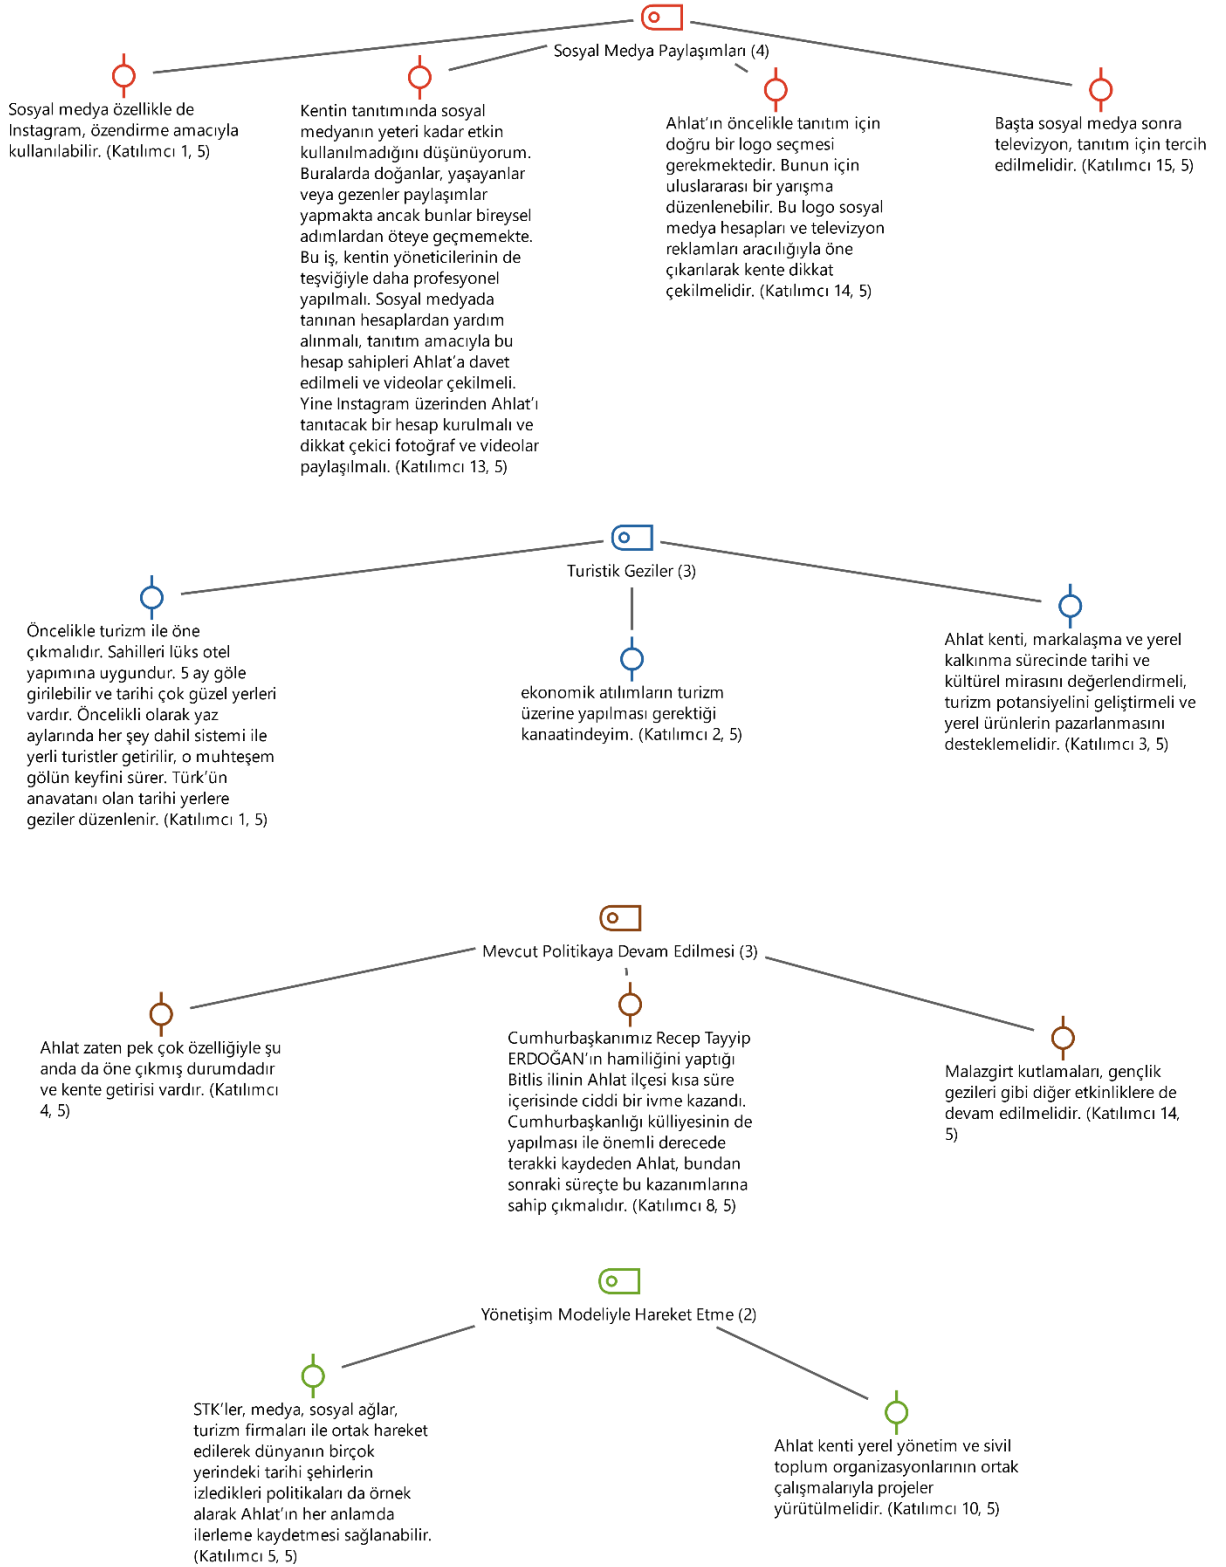 Sosyal Medya Paylaşımları (4)
Sosyal medya özellikle de
Instagram, özendirme amacıyla
kullanılabilir. (Katılımcı 1, 5)
Kentin tanıtımında sosyal
medyanın yeteri kadar etkin
kullanılmadığını düşünüyorum.
Buralarda doğanlar, yaşayanlar
veya gezenler paylaşımlar
yapmakta ancak bunlar bireysel
adımlardan öteye geçmemekte.
Bu iş, kentin yöneticilerinin de
teşviğiyle daha profesyonel
yapılmalı. Sosyal medyada
tanınan hesaplardan yardım
alınmalı, tanıtım amacıyla bu
hesap sahipleri Ahlat'a davet
edilmeli ve videolar çekilmeli.
Yine Instagram üzerinden Ahlat'ı
tanıtacak bir hesap kurulmalı ve
dikkat çekici fotoğraf ve videolar
paylaşılmalı. (Katılımcı 13, 5)
Ahlat'ın öncelikle tanıtım için
doğru bir logo seçmesi
gerekmektedir. Bunun için
uluslararası bir yarışma
düzenlenebilir. Bu logo sosyal
medya hesapları ve televizyon
reklamları aracılığıyla öne
çıkarılarak kente dikkat
çekilmelidir. (Katılımcı 14, 5)
Başta sosyal medya sonra
televizyon, tanıtım için tercih
edilmelidir. (Katılımcı 15, 5)
Turistik Geziler (3)
Öncelikle turizm ile öne
çıkmalıdır. Sahilleri lüks otel
yapımına uygundur. 5 ay göle
girilebilir ve tarihi çok güzel yerleri
vardır. Öncelikli olarak yaz
aylarında her şey dahil sistemi ile
yerli turistler getirilir, o muhteşem
gölün keyfini sürer. Türk'ün
anavatanı olan tarihi yerlere
geziler düzenlenir. (Katılımcı 1, 5)
ekonomik atılımların turizm
üzerine yapılması gerektiği
kanaatindeyim. (Katılımcı 2, 5)
Ahlat kenti, markalaşma ve yerel
kalkınma sürecinde tarihi ve
kültürel mirasını değerlendirmeli,
turizm potansiyelini geliştirmeli ve
yerel ürünlerin pazarlanmasını
desteklemelidir. (Katılımcı 3, 5)
Mevcut Politikaya Devam Edilmesi (3)
Ahlat zaten pek çok özelliğiyle şu
anda da öne çıkmış durumdadır
ve kente getirisi vardır. (Katılımcı
4, 5)
Cumhurbaşkanımız Recep Tayyip
ERDOĞAN'ın hamiliğini yaptığı
Bitlis ilinin Ahlat ilçesi kısa süre
içerisinde ciddi bir ivme kazandı.
Cumhurbaşkanlığı külliyesinin de
yapılması ile önemli derecede
terakki kaydeden Ahlat, bundan
sonraki süreçte bu kazanımlarına
sahip çıkmalıdır. (Katılımcı 8, 5)
Malazgirt kutlamaları, gençlik
gezileri gibi diğer etkinliklere de
devam edilmelidir. (Katılımcı 14,
5)
Yönetişim Modeliyle Hareket Etme (2)
STK'ler, medya, sosyal ağlar,
turizm firmaları ile ortak hareket
edilerek dünyanın birçok
yerindeki tarihi şehirlerin
izledikleri politikaları da örnek
alarak Ahlat'ın her anlamda
ilerleme kaydetmesi sağlanabilir.
(Katılımcı 5, 5)
Ahlat kenti yerel yönetim ve sivil
toplum organizasyonlarının ortak
çalışmalarıyla projeler
yürütülmelidir. (Katılımcı 10, 5)